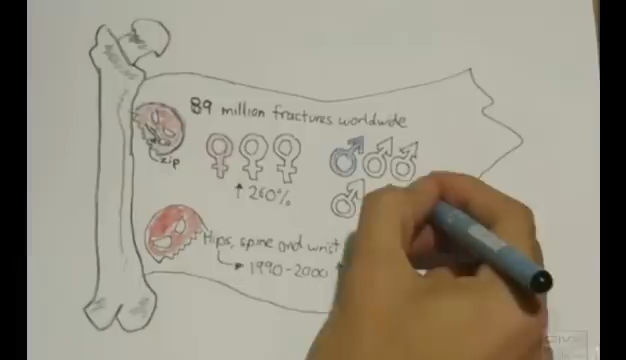 89 million fractures worldwide
zip
↑ 260%
Hips, spine and wrist
1990-2000 ↑